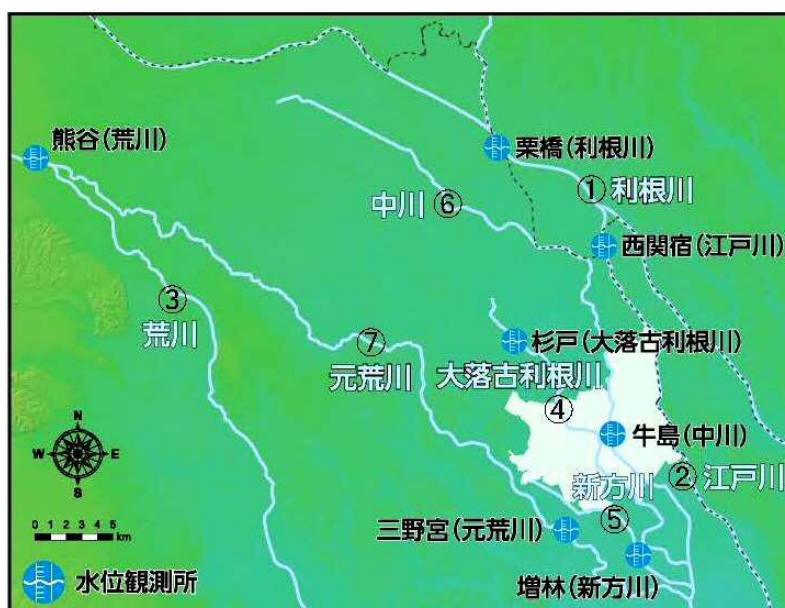 熊谷(荒川)
栗橋(利根川)
中川⑥
①利根川
西関宿(江戸川)
③
荒川
⑦
元荒川
杉戸(大落古利根川)
大落古利根川
④
牛島(中川)
N
W E
S
②江戸川
新方川
⑤
0 1 2 3 4 5
km
三野宮(元荒川)
増林(新方川)
水位観測所